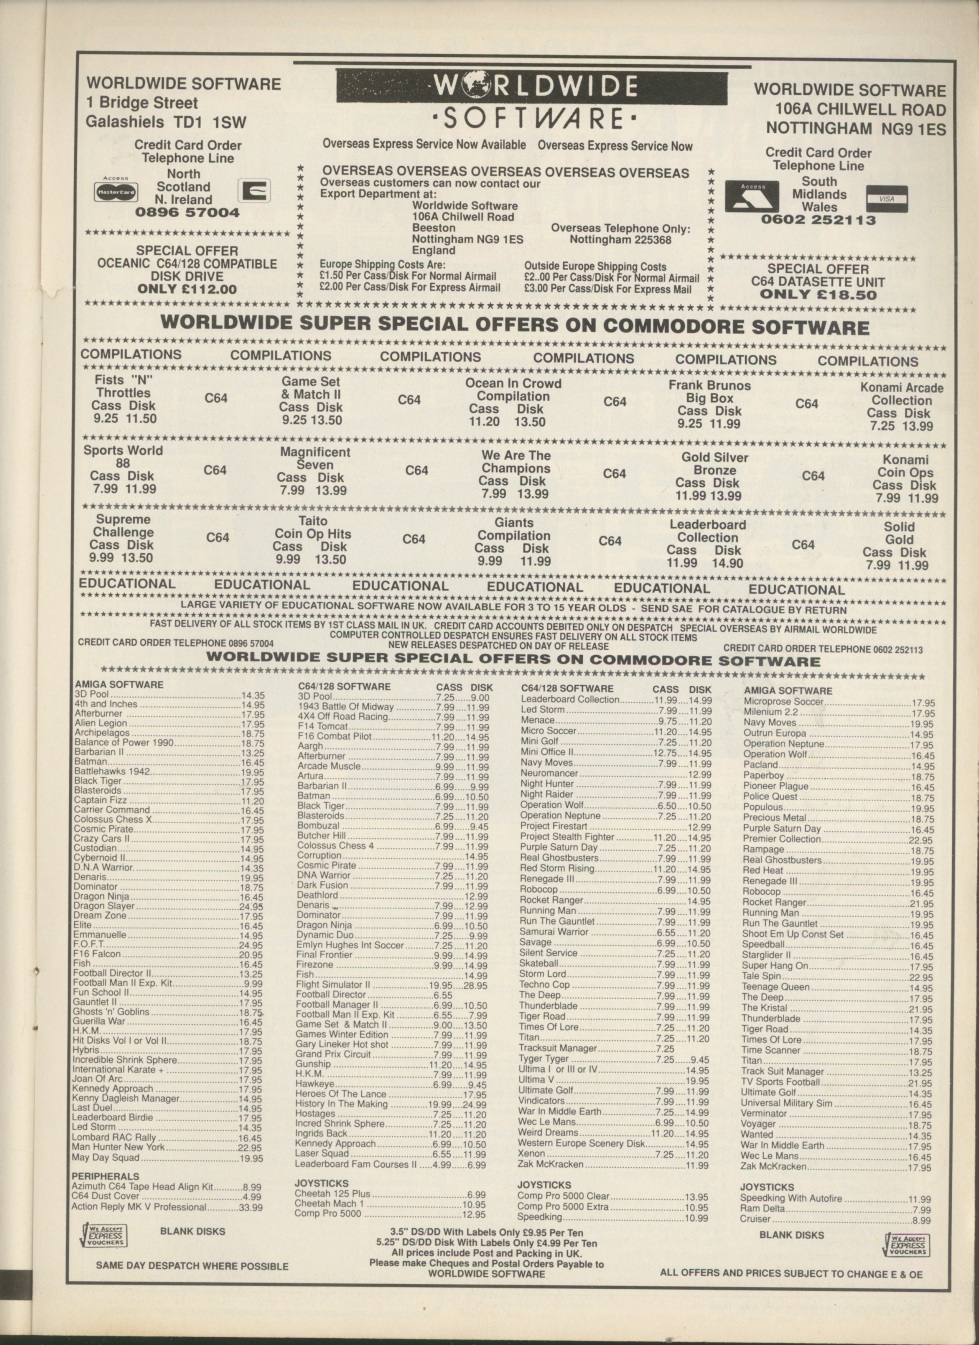 WORLDWIDE SOFTWARE
1 Bridge Street
Galashiels TD1 1SW
Credit Card Order
Telephone Line
Access
MasterCard
North
Scotland
N. Ireland
0896 57004
SPECIAL OFFER
OCEANIC C64/128 COMPATIBLE
DISK DRIVE
ONLY £112.00
WORLDWIDE
·SOFTWARE·
Overseas Express Service Now Available Overseas Express Service Now
OVERSEAS OVERSEAS OVERSEAS OVERSEAS OVERSEAS OVERSEAS
Overseas customers can now contact our
Export Department at:
Worldwide Software
106A Chilwell Road
Beeston
Nottingham NG9 1ES
England
Overseas Telephone Only:
Nottingham 225368
Europe Shipping Costs Are:
£1.50 Per Cass/Disk For Normal Airmail
£2.00 Per Cass/Disk For Express Airmail
Outside Europe Shipping Costs
£2..00 Per Cass/Disk For Normal Airmail
£3.00 Per Cass/Disk For Express Mail
WORLDWIDE SOFTWARE
106A CHILWELL ROAD
NOTTINGHAM NG9 1ES
Credit Card Order
Telephone Line
Access
South
Midlands
Wales
VISA
0602 252113
SPECIAL OFFER
C64 DATASETTE UNIT
ONLY £18.50
WORLDWIDE SUPER SPECIAL OFFERS ON COMMODORE SOFTWARE
COMPILATIONS COMPILATIONS COMPILATIONS COMPILATIONS COMPILATIONS COMPILATIONS
Fists "N"
Throttles
Cass Disk
9.25 11.50
C64
Game Set
& Match II
Cass Disk
9.25 13.50
C64
Ocean In Crowd
Compilation
Cass Disk
11.20 13.50
C64
Frank Brunos
Big Box
Cass Disk
9.25 11.99
C64
Konami Arcade
Collection
Cass Disk
7.25 13.99
Sports World
88
Cass Disk
7.99 11.99
C64
Magnificent
Seven
Cass Disk
7.99 13.99
C64
We Are The
Champions
Cass Disk
7.99 13.99
C64
Gold Silver
Bronze
Cass Disk
11.99 13.99
C64
Konami
Coin Ops
Cass Disk
7.99 11.99
Supreme
Challenge
Cass Disk
9.99 13.50
C64
Taito
Coin Op Hits
Cass Disk
9.99 13.50
C64
Giants
Compilation
Cass Disk
9.99 11.99
C64
Leaderboard
Collection
Cass Disk
11.99 14.90
C64
Solid
Gold
Cass Disk
7.99 11.99
EDUCATIONAL EDUCATIONAL EDUCATIONAL EDUCATIONAL EDUCATIONAL EDUCATIONAL
LARGE VARIETY OF EDUCATIONAL SOFTWARE NOW AVAILABLE FOR 3 TO 15 YEAR OLDS - SEND SAE FOR CATALOGUE BY RETURN
FAST DELIVERY OF ALL STOCK ITEMS BY 1ST CLASS MAIL IN UK. CREDIT CARD ACCOUNTS DEBITED ONLY ON DESPATCH SPECIAL OVERSEAS BY AIRMAIL WORLDWIDE
COMPUTER CONTROLLED DESPATCH ENSURES FAST DELIVERY ON ALL STOCK ITEMS
CREDIT CARD ORDER TELEPHONE 0896 57004 NEW RELEASES DESPATCHED ON DAY OF RELEASE CREDIT CARD ORDER TELEPHONE 0602 252113
WORLDWIDE SUPER SPECIAL OFFERS ON COMMODORE SOFTWARE
AMIGA SOFTWARE
3D Pool 14.35
4th and Inches 14.95
Afterburner 17.95
Alien Legion 17.95
Archipelagos 18.75
Balance of Power 1990 18.75
Barbarian II 13.25
Batman 16.45
Battlehawks 1942 19.95
Black Tiger 17.95
Blasteroids 17.95
Captain Fizz 11.20
Carrier Command 16.45
Colossus Chess X 17.95
Cosmic Pirate 17.95
Crazy Cars II 17.95
Custodian 14.95
Cybernoid II 14.95
D.N.A Warrior 14.35
Denaris 19.95
Dominator 18.75
Dragon Ninja 16.45
Dragon Slayer 24.95
Dream Zone 17.95
Elite 16.45
Emmanuelle 14.95
F.O.F.T. 24.95
F16 Falcon 20.95
Fish 16.45
Football Director II 13.25
Football Man II Exp. Kit 9.99
Fun School II 14.95
Gauntlet II 17.95
Ghosts 'n' Goblins 18.75
Guerilla War 16.45
H.K.M. 17.95
Hit Disks Vol I or Vol II 18.75
Hybris 17.95
Incredible Shrink Sphere 17.95
International Karate + 17.95
Joan Of Arc 17.95
Kennedy Approach 17.95
Kenny Dagleish Manager 14.95
Last Duel 14.95
Leaderboard Birdie 17.95
Led Storm 14.35
Lombard RAC Rally 16.45
Man Hunter New York 22.95
May Day Squad 19.95
PERIPHERALS
Azimuth C64 Tape Head Align Kit 8.99
C64 Dust Cover 4.99
Action Reply MK V Professional 33.99
C64/128 SOFTWARE CASS DISK
3D Pool 7.25 9.00
1943 Battle Of Midway 7.99 11.99
4X4 Off Road Racing 7.99 11.99
F14 Tomcat 7.99 11.99
F16 Combat Pilot 11.20 14.95
Aargh 7.99 11.99
Afterburner 7.99 11.99
Arcade Muscle 9.99 11.99
Artura 7.99 11.99
Barbarian II 6.99 9.99
Batman 6.99 10.50
Black Tiger 7.99 11.99
Blasteroids 7.25 11.20
Bombuzal 6.99 9.45
Butcher Hill 7.99 11.99
Colossus Chess 4 7.99 11.99
Corruption 14.95
Cosmic Pirate 7.99 11.99
DNA Warrior 7.25 11.20
Dark Fusion 7.99 11.99
Deathlord 12.99
Denaris 7.99 12.99
Dominator 7.99 11.99
Dragon Ninja 6.99 10.50
Dynamic Duo 7.25 9.99
Emlyn Hughes Int Soccer 7.25 11.20
Final Frontier 9.99 14.99
Firezone 9.99 14.99
Fish 14.99
Flight Simulator II 19.95 28.95
Football Director 6.55
Football Manager II 6.99 10.50
Football Man II Exp. Kit 6.55 7.99
Game Set & Match II 9.00 13.50
Games Winter Edition 7.99 11.99
Gary Lineker Hot shot 7.99 11.99
Grand Prix Circuit 7.99 11.99
Gunship 11.20 14.95
H.K.M. 7.99 11.99
Hawkeye 6.99 9.45
Heroes Of The Lance 17.95
History In The Making 19.99 24.99
Hostages 7.25 11.20
Incred Shrink Sphere 7.25 11.20
Ingrids Back 11.20 11.20
Kennedy Approach 6.99 10.50
Laser Squad 6.55 11.99
Leaderboard Fam Courses II 4.99 6.99
JOYSTICKS
Cheetah 125 Plus 6.99
Cheetah Mach 1 10.95
Comp Pro 5000 12.95
C64/128 SOFTWARE CASS DISK
Leaderboard Collection 11.99 14.99
Led Storm 7.99 11.99
Menace 9.75 11.20
Micro Soccer 11.20 14.95
Mini Golf 7.25 11.20
Mini Office II 12.75 14.95
Navy Moves 7.99 11.99
Neuromancer 12.99
Night Hunter 7.99 11.99
Night Raider 7.99 11.99
Operation Wolf 6.50 10.50
Operation Neptune 7.25 11.20
Project Firestart 12.99
Project Stealth Fighter 11.20 14.95
Purple Saturn Day 7.25 11.20
Real Ghostbusters 7.99 11.99
Red Storm Rising 11.20 14.95
Renegade III 7.99 11.99
Robocop 6.99 10.50
Rocket Ranger 14.95
Running Man 7.99 11.99
Run The Gauntlet 7.99 11.99
Samurai Warrior 6.55 11.20
Savage 6.99 10.50
Silent Service 7.25 11.20
Skateball 7.99 11.99
Storm Lord 7.99 11.99
Techno Cop 7.99 11.99
The Deep 7.99 11.99
Thunderblade 7.99 11.99
Tiger Road 7.99 11.99
Times Of Lore 7.25 11.20
Titan 7.25 11.20
Tracksuit Manager 7.25
Tyger Tyger 7.25 9.45
Ultima I or III or IV 14.95
Ultima V 19.95
Ultimate Golf 7.99 11.99
Vindicators 7.99 11.99
War In Middle Earth 7.25 14.99
Wec Le Mans 6.99 10.50
Weird Dreams 11.20 14.95
Western Europe Scenery Disk 14.95
Xenon 7.25 11.20
Zak McKracken 11.99
JOYSTICKS
Comp Pro 5000 Clear 13.95
Comp Pro 5000 Extra 10.95
Speedking 10.99
AMIGA SOFTWARE
Microprose Soccer 17.95
Milenium 2.2 17.95
Navy Moves 19.95
Outrun Europa 14.95
Operation Neptune 17.95
Operation Wolf 16.45
Pacland 14.95
Paperboy 18.75
Pioneer Plague 16.45
Police Quest 18.75
Populous 19.95
Precious Metal 18.75
Purple Saturn Day 16.45
Premier Collection 22.95
Rampage 18.75
Real Ghostbusters 19.95
Red Heat 19.95
Renegade III 19.95
Robocop 16.45
Rocket Ranger 21.95
Running Man 19.95
Run The Gauntlet 19.95
Shoot Em Up Const Set 16.45
Speedball 16.45
Starglider II 16.45
Super Hang On 17.95
Tale Spin 22.95
Teenage Queen 14.95
The Deep 17.95
The Kristal 21.95
Thunderblade 17.95
Tiger Road 14.35
Times Of Lore 17.95
Time Scanner 18.75
Titan 17.95
Track Suit Manager 13.25
TV Sports Football 21.95
Ultimate Golf 14.35
Universal Military Sim 16.45
Verminator 17.95
Voyager 18.75
Wanted 14.35
War In Middle Earth 17.95
Wec Le Mans 16.45
Zak McKracken 17.95
JOYSTICKS
Speedking With Autofire 11.99
Ram Delta 7.99
Cruiser 8.99
We Accept
EXPRESS
VOUCHERS
BLANK DISKS
SAME DAY DESPATCH WHERE POSSIBLE
3.5" DS/DD With Labels Only £9.95 Per Ten
5.25" DS/DD Disk With Labels Only £4.99 Per Ten
All prices include Post and Packing in UK.
Please make Cheques and Postal Orders Payable to
WORLDWIDE SOFTWARE
BLANK DISKS
We Accept
EXPRESS
VOUCHERS
ALL OFFERS AND PRICES SUBJECT TO CHANGE E & OE